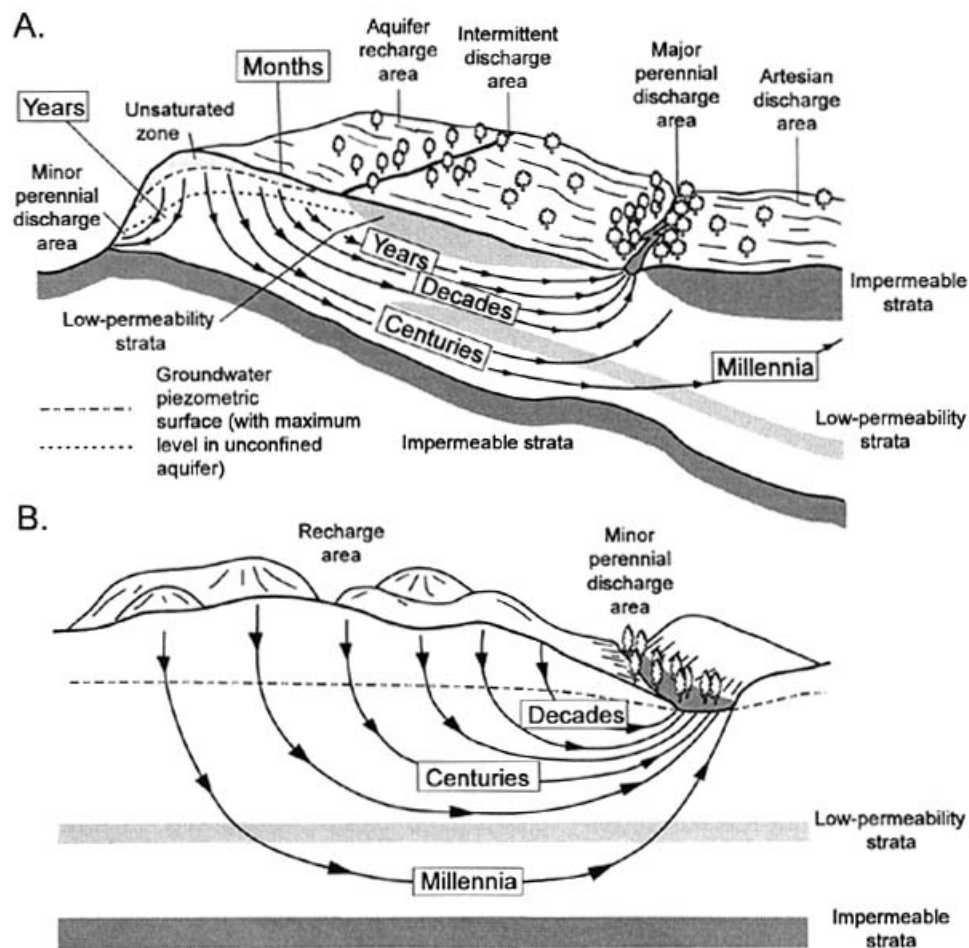 A.
Years
Unsaturated
zone
Months
Aquifer
recharge
area
Intermittent
discharge
area
Major
perennial
discharge
area
Artesian
discharge
area
Minor
perennial
discharge
area
Years
Decades
Centuries
Millennia
Low-permeability
strata
Impermeable
strata
Low-permeability
strata
Groundwater
piezometric
surface (with maximum
level in unconfined
aquifer)
Impermeable strata
B.
Recharge
area
Minor
perennial
discharge
area
Decades
Centuries
Millennia
Low-permeability
strata
Impermeable
strata